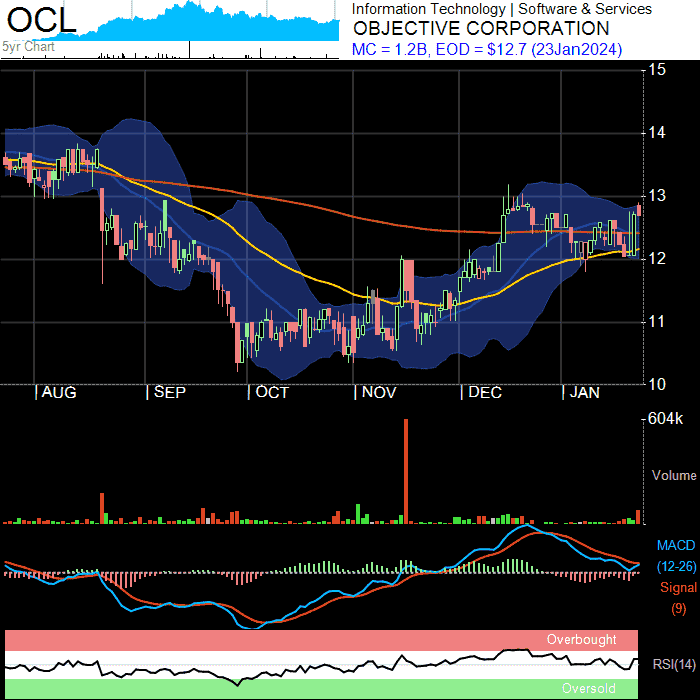 OCL
Information Technology | Software & Services
OBJECTIVE CORPORATION
5yr Chart
MC = 1.2B, EOD = $12.7 (23Jan2024)
15
14
13
12
11
10
| AUG | SEP | OCT | NOV | DEC | JAN
604k
Volume
MACD
(12-26)
Signal
(9)
Overbought
RSI(14)
Oversold